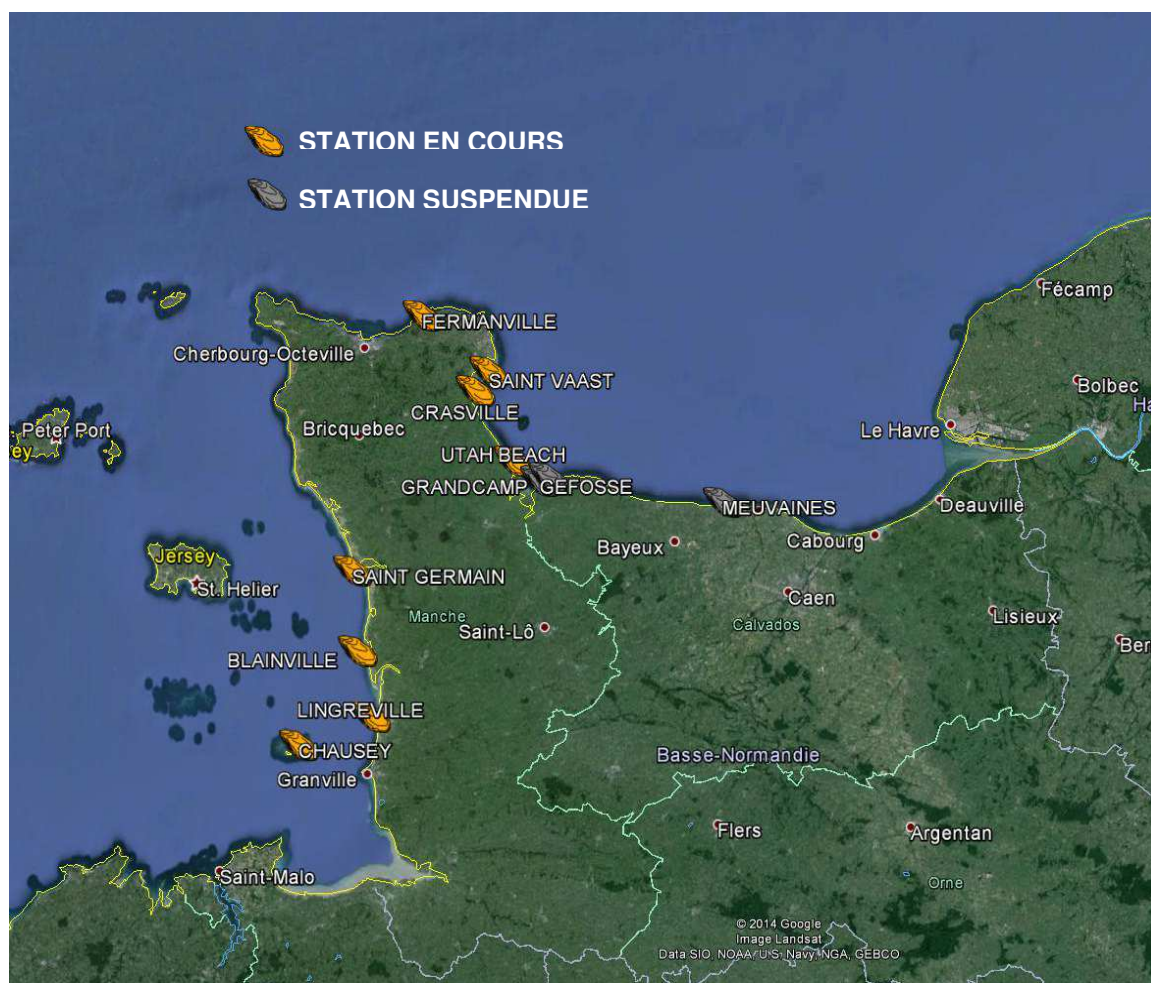 STATION EN COURS
STATION SUSPENDUE
Fécamp
FERMANVILLE
Cherbourg-Octeville
SAINT VAAST
Bolbec
CRASVILLE
Ha
Bricquebec
Peter Port
Le Havre
ey
UTAH BEACH
GRANDCAMP GEFOSSE
MEUVAINES
Deauville
Bayeux
Cabourg
Jersey
SAINT GERMAIN
St. Helier
Caen
Manche
Saint-Lô
Calvados
Lisieux
Ber
BLAINVILLE
LINGREVILLE
CHAUSEY
Basse-Normandie
Granville
Flers
Argentan
Saint-Malo
Orne
© 2014 Google
Image Landsat
Data SIO, NOAA, U.S. Navy, NGA, GEBCO